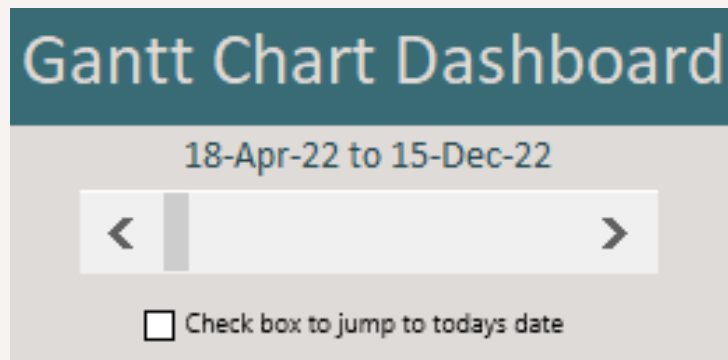 Gantt Chart Dashboard
18-Apr-22 to 15-Dec-22
Check box to jump to todays date